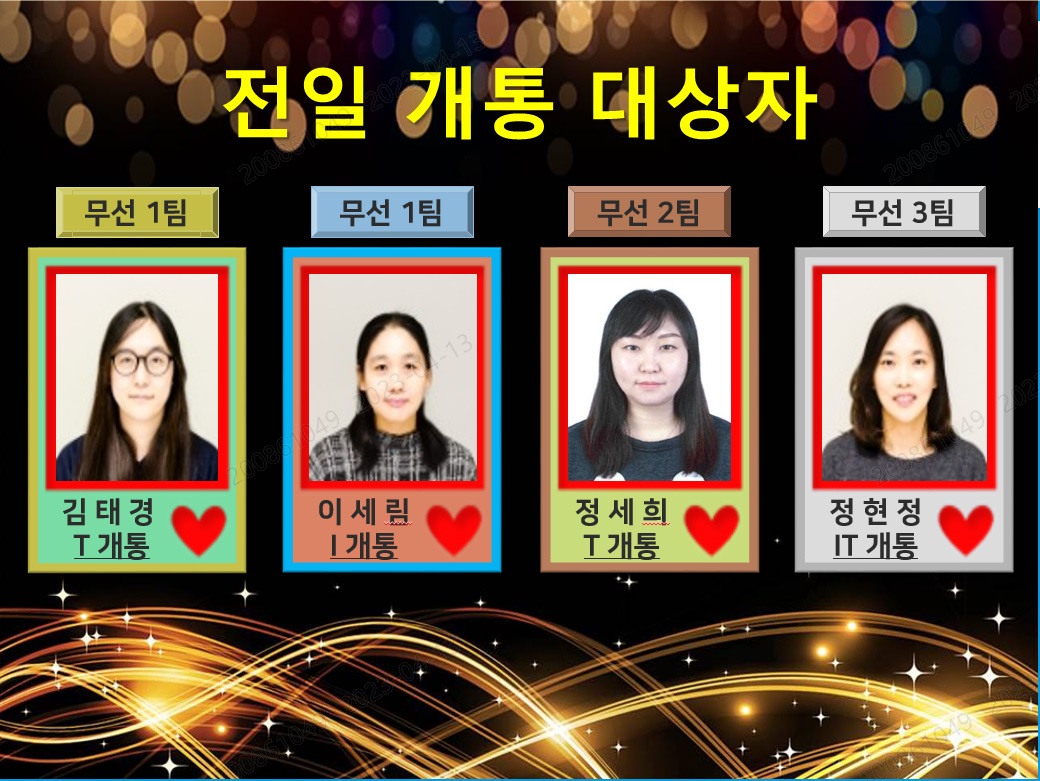 전일 개통 대상자
무선 1팀
무선 1팀
무선 2팀
무선 3팀
김 태 경
T 개통
이 세 림
I 개통
정 세 희
T 개통
정 현 정
IT 개통